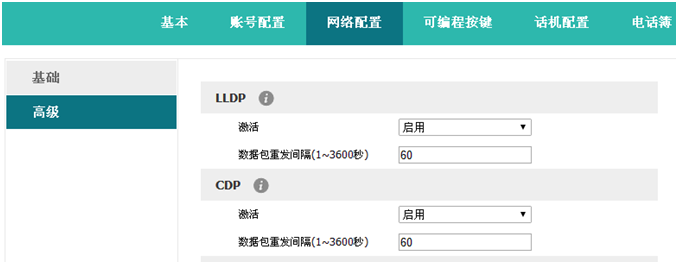 基本 账号配置 网络配置 可编程按键 话机配置 电话簿
基础
高级
LLDP
激活 启用
数据包重发间隔(1~3600秒) 60
CDP
激活 启用
数据包重发间隔(1~3600秒) 60